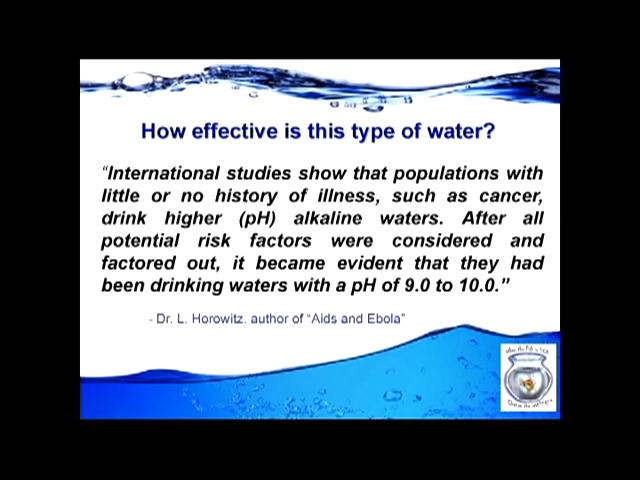 How effective is this type of water?
“International studies show that populations with
little or no history of illness, such as cancer,
drink higher (pH) alkaline waters. After all
potential risk factors were considered and
factored out, it became evident that they had
been drinking waters with a pH of 9.0 to 10.0.”
- Dr. L. Horowitz. author of “Aids and Ebola”